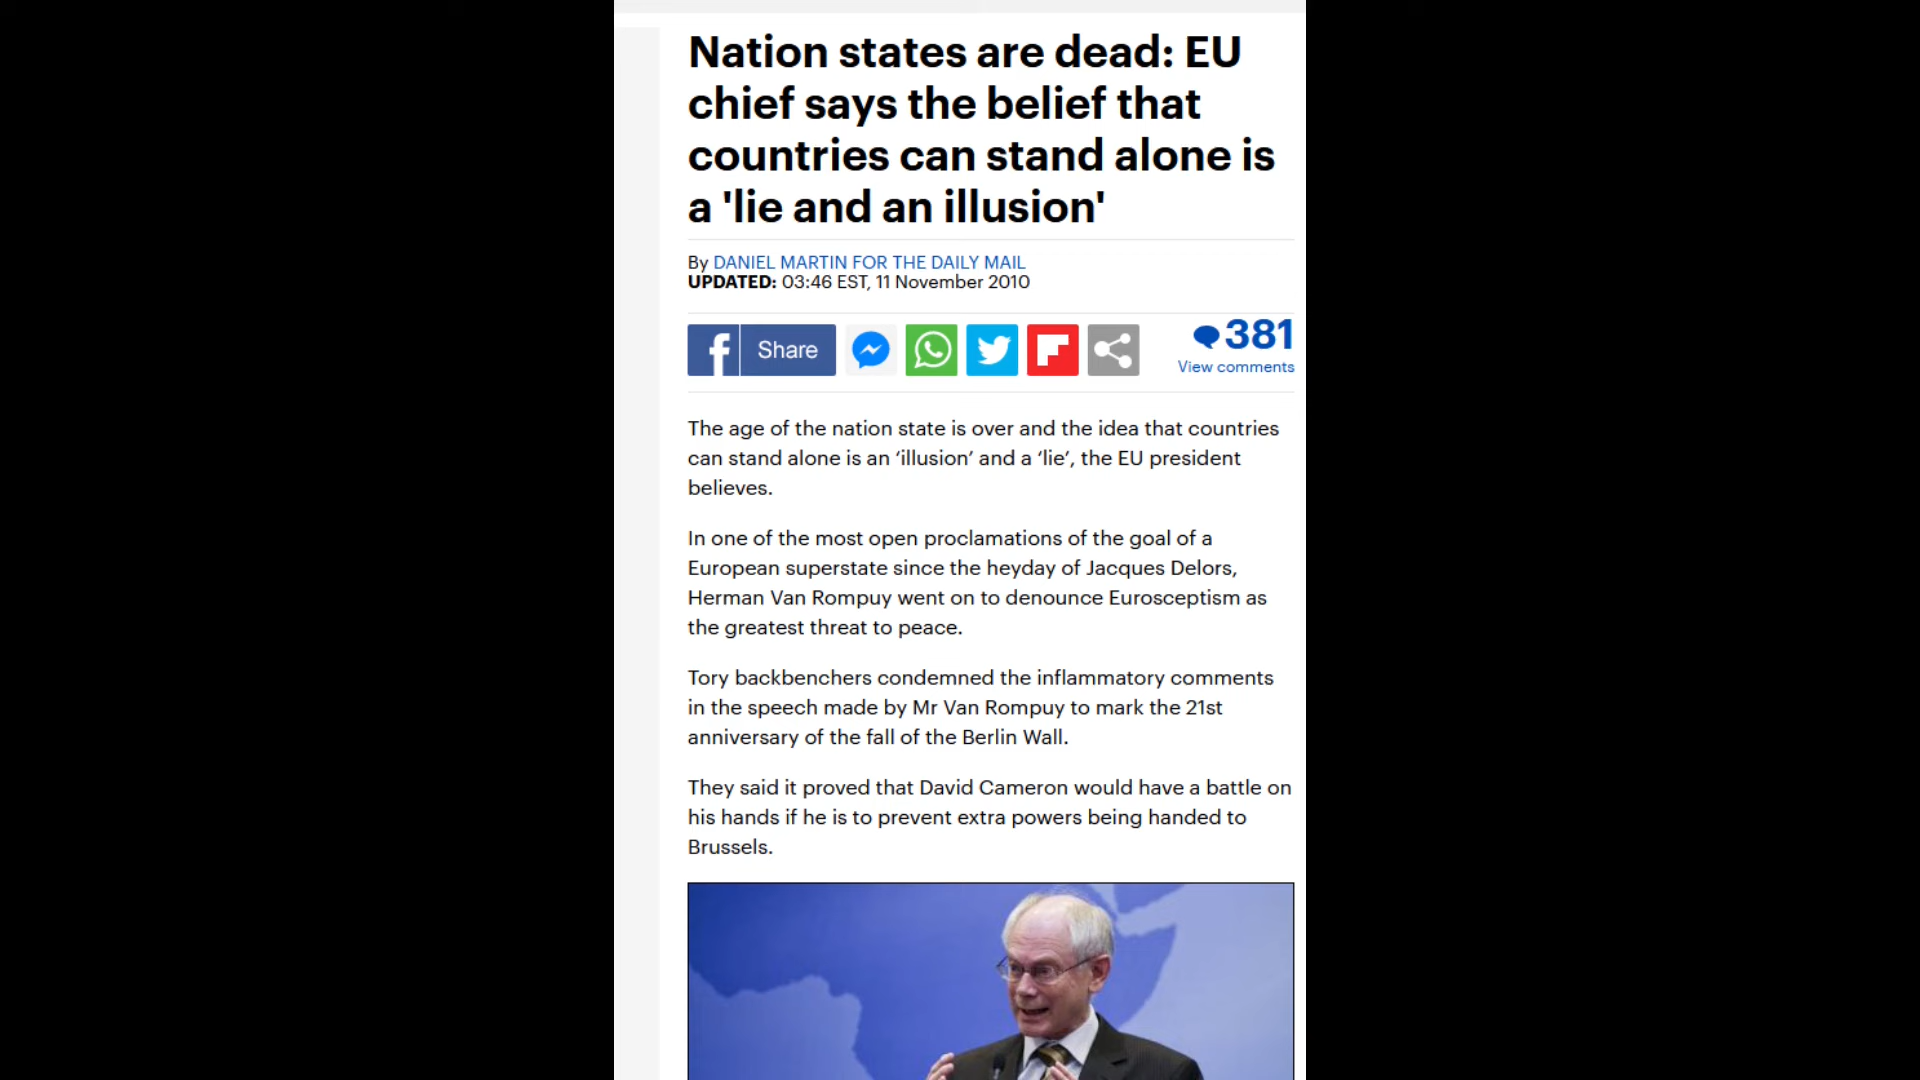 Nation states are dead: EU
chief says the belief that
countries can stand alone is
a 'lie and an illusion'
By DANIEL MARTIN FOR THE DAILY MAIL
UPDATED: 03:46 EST, 11 November 2010
f Share
381
View comments
The age of the nation state is over and the idea that countries
can stand alone is an ‘illusion’ and a ‘lie’, the EU president
believes.
In one of the most open proclamations of the goal of a
European superstate since the heyday of Jacques Delors,
Herman Van Rompuy went on to denounce Eurosceptism as
the greatest threat to peace.
Tory backbenchers condemned the inflammatory comments
in the speech made by Mr Van Rompuy to mark the 21st
anniversary of the fall of the Berlin Wall.
They said it proved that David Cameron would have a battle on
his hands if he is to prevent extra powers being handed to
Brussels.